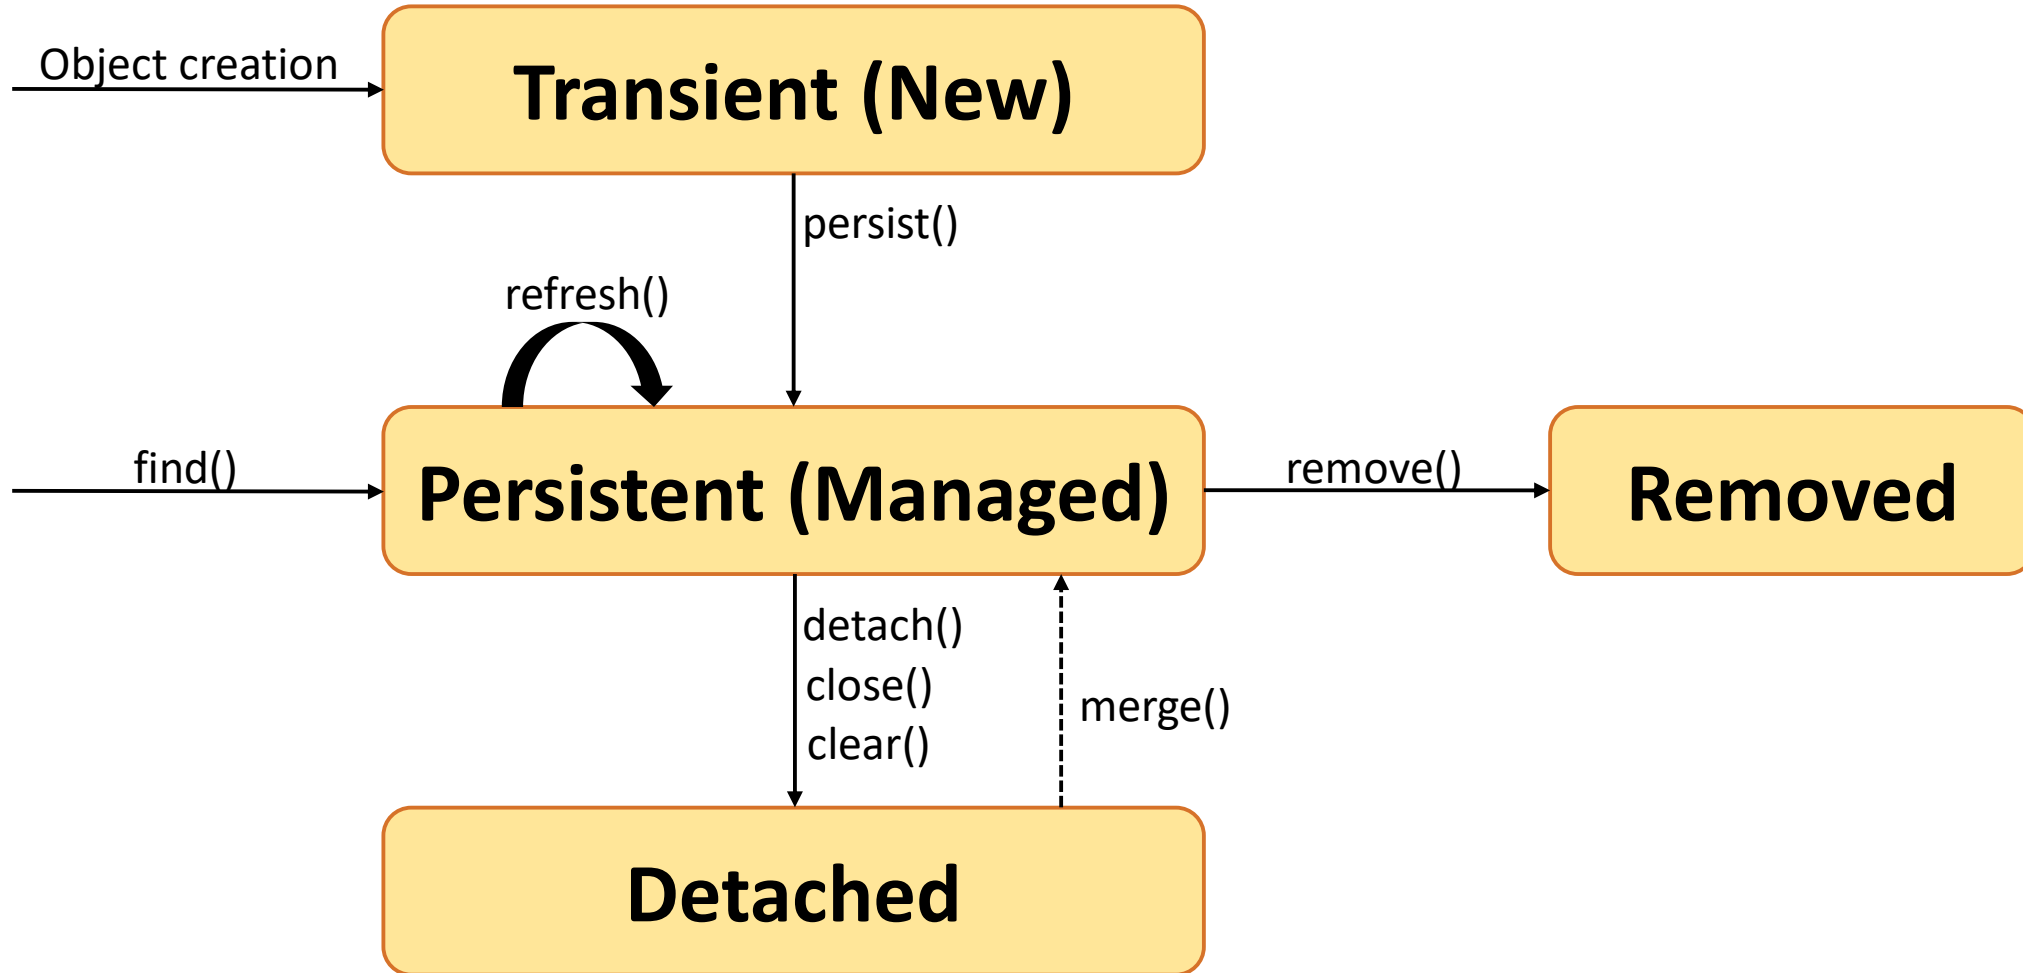 Object creation
Transient (New)
persist()
refresh()
find()
Persistent (Managed)
remove()
Removed
detach()
close()
clear()
merge()
Detached